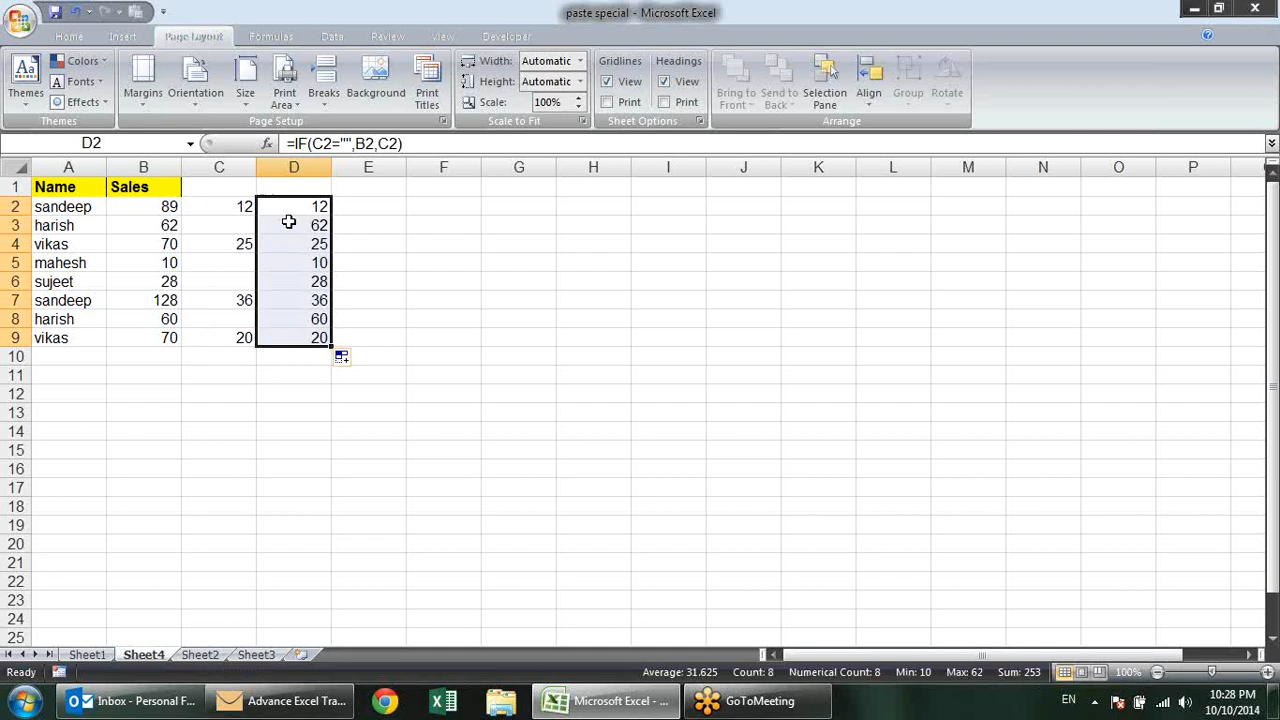 paste special - Microsoft Excel
Home Insert Page Layout Formulas Data Review View Developer
Colors Width: Automatic Gridlines Headings
Aa Fonts Height: Automatic View View
Themes Effects Margins Orientation Size Print Area Breaks Background Print Titles Scale: 100% Print Print Bring to Front Send to Back Selection Pane Align Group Rotate
Themes Page Setup Scale to Fit Sheet Options Arrange
D2 fx =IF(C2="",B2,C2)
A B C D E F G H I J K L M N O P
1 Name Sales
2 sandeep 89 12 12
3 harish 62 62
4 vikas 70 25 25
5 mahesh 10 10
6 sujeet 28 28
7 sandeep 128 36 36
8 harish 60 60
9 vikas 70 20 20
10
11
12
13
14
15
16
17
18
19
20
21
22
23
24
25
Sheet1 Sheet4 Sheet2 Sheet3
Ready Average: 31.625 Count: 8 Numerical Count: 8 Min: 10 Max: 62 Sum: 253 100%
Inbox - Personal F... Advance Excel Tra... Microsoft Excel - ... GoToMeeting EN 10:28 PM
10/10/2014